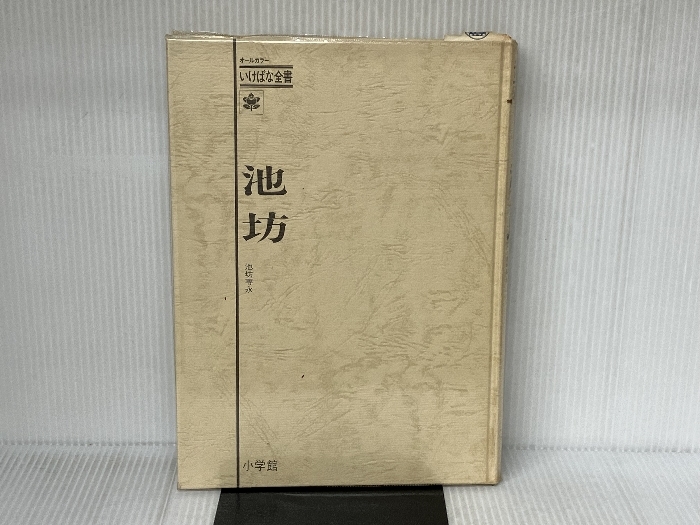 オールカラー
いけばな全書
池坊
池坊専永
小学館